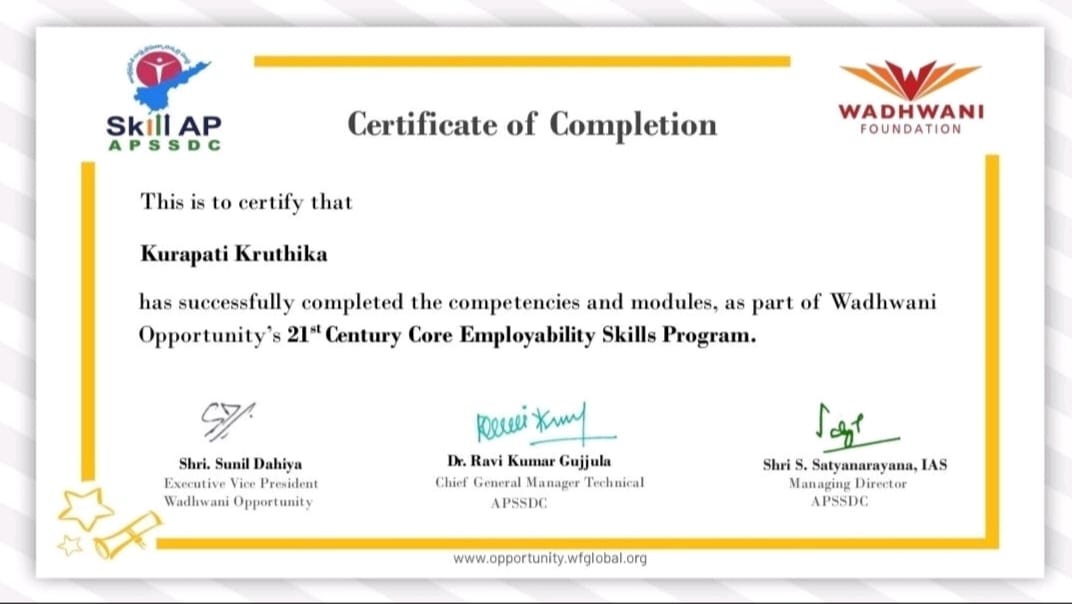 Skill AP
APSSDC
WADHWANI
FOUNDATION
Certificate of Completion
This is to certify that
Kurapati Kruthika
has successfully completed the competencies and modules, as part of Wadhwani
Opportunity's 21st Century Core Employability Skills Program.
Shri. Sunil Dahiya
Executive Vice President
Wadhwani Opportunity
Dr. Ravi Kumar Gujjula
Chief General Manager Technical
APSSDC
Shri S. Satyanarayana, IAS
Managing Director
APSSDC
www.opportunity.wfglobal.org